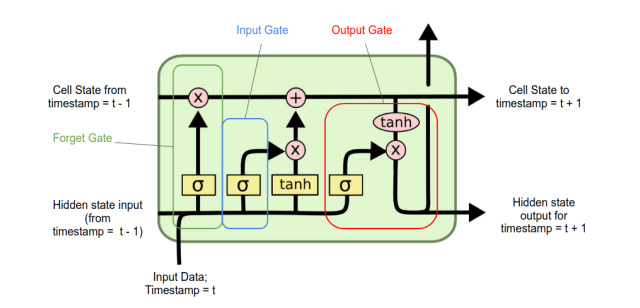 Input Gate
Output Gate
Cell State from
timestamp = t - 1
x
+
Cell State to
timestamp = t + 1
tanh
Forget Gate
x
x
σ
σ
tanh
σ
Hidden state input
(from
timestamp = t - 1)
Hidden state
output for
timestamp = t + 1
Input Data;
Timestamp = t